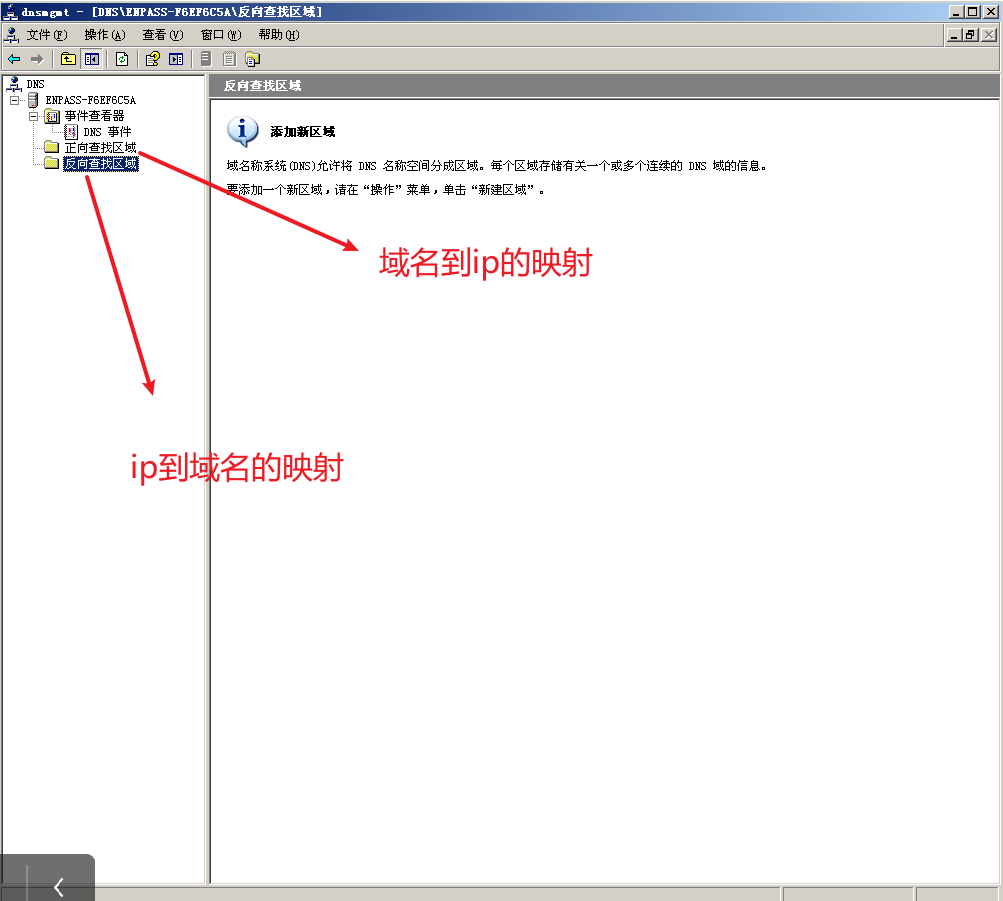 dnsmgmt - [DNS\ENPASS-F6EF6C5A\反向查找区域]
文件(F) 操作(A) 查看(V) 窗口(W) 帮助(H)
DNS
ENPASS-F6EF6C5A
事件查看器
DNS 事件
正向查找区域
反向查找区域
反向查找区域
添加新区域
域名称系统(DNS)允许将 DNS 名称空间分成区域。每个区域存储有关一个或多个连续的 DNS 域的信息。
要添加一个新区域,请在“操作”菜单,单击“新建区域”。
域名到ip的映射
ip到域名的映射